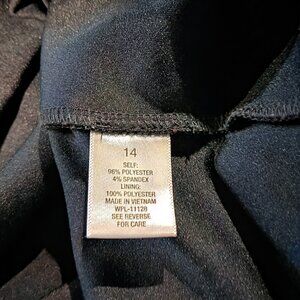 14
SELF:
96% POLYESTER
4% SPANDEX
LINING:
100% POLYESTER
MADE IN VIETNAM
WPL-11128
SEE REVERSE
FOR CARE